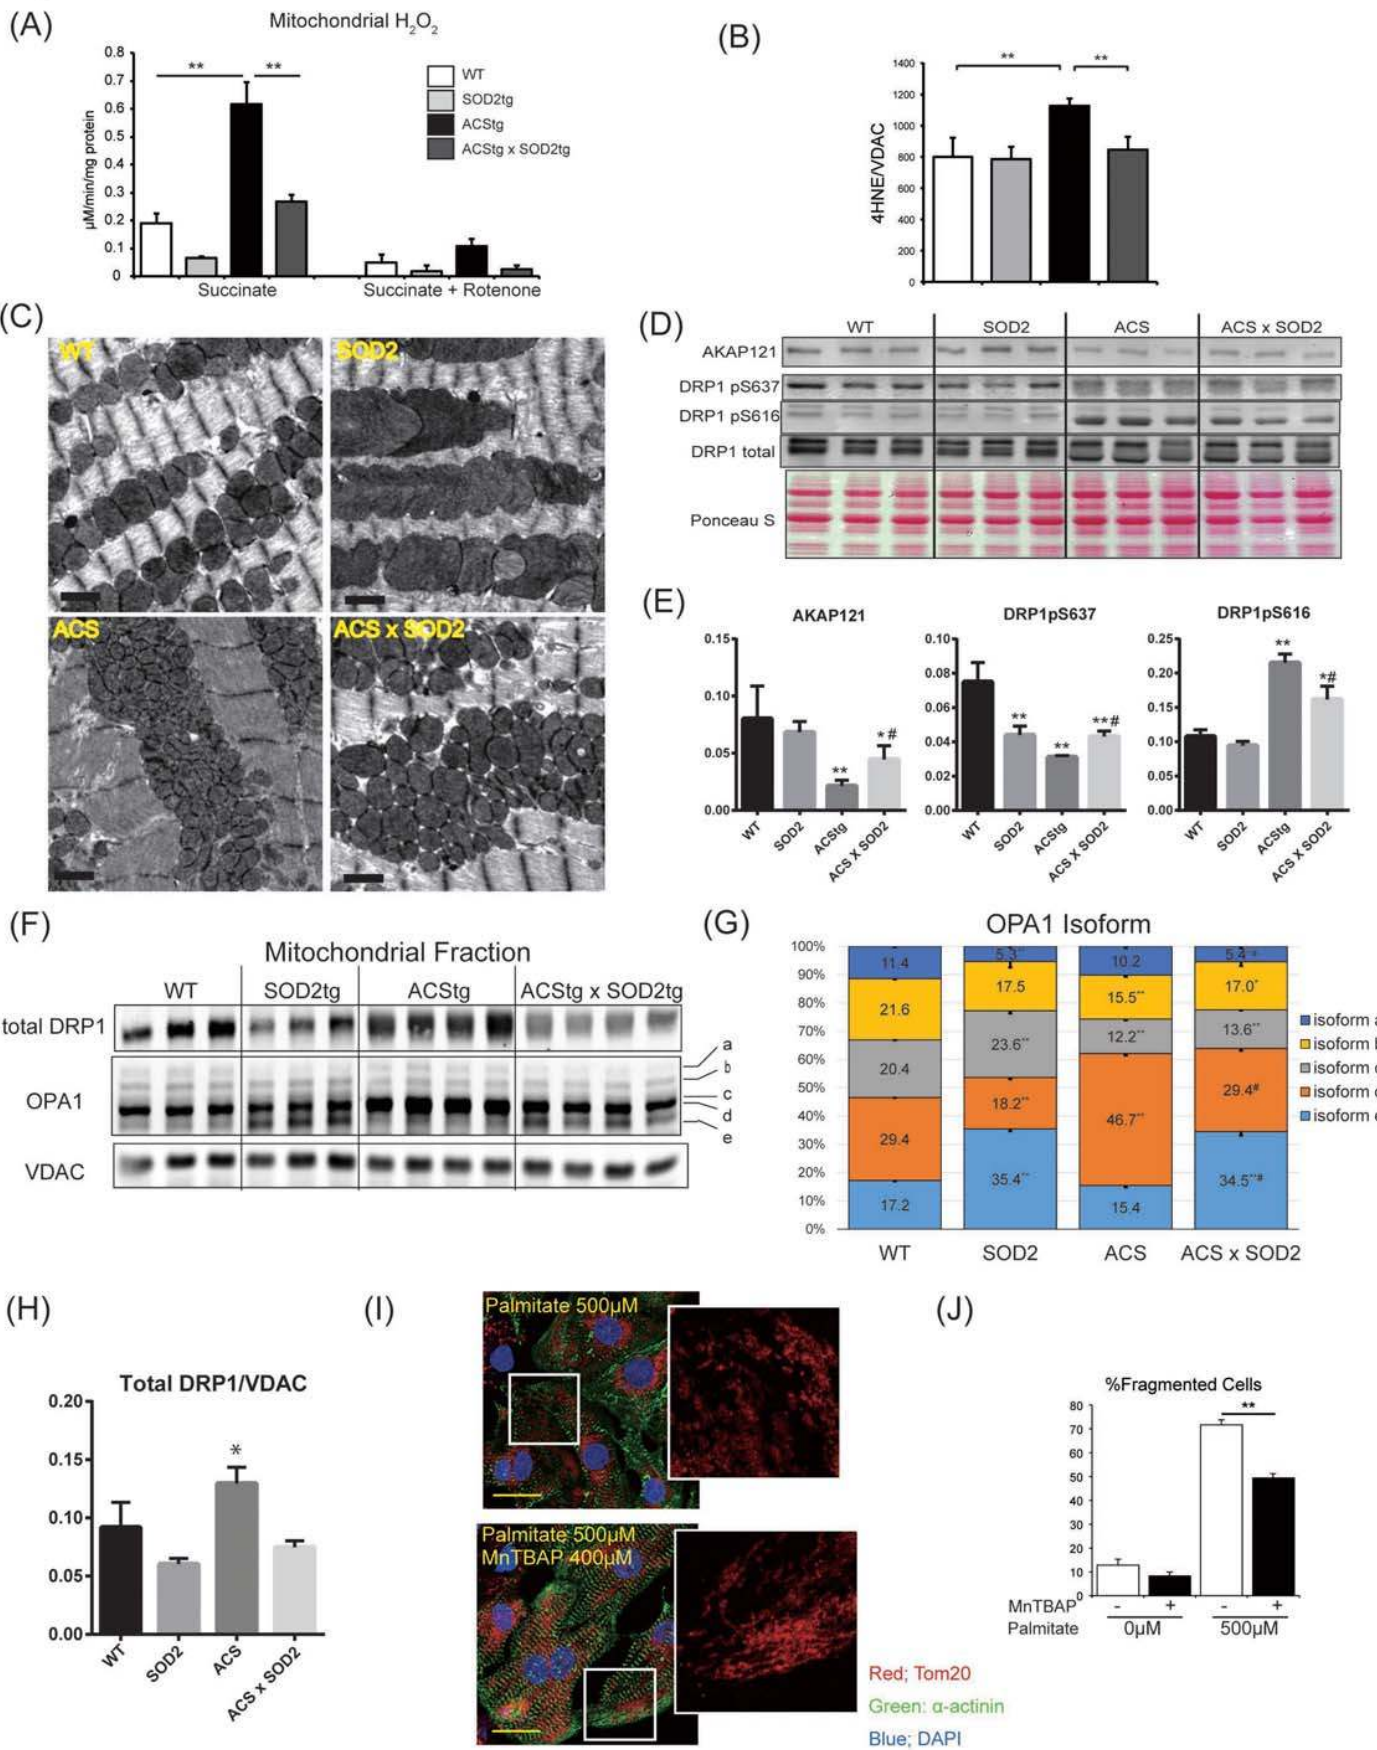 (A)
Mitochondrial H₂O₂
µM/min/mg protein
0.8
0.7
0.6
0.5
0.4
0.3
0.2
0.1
0
** **
WT
SOD2tg
ACStg
ACStg x SOD2tg
Succinate Succinate + Rotenone
(B)
4HNE/VDAC
1400
1200
1000
800
600
400
200
0
** **
(C)
WT SOD2
ACS ACS x SOD2
(D)
WT SOD2 ACS ACS x SOD2
AKAP121
DRP1 pS637
DRP1 pS616
DRP1 total
Ponceau S
(E)
AKAP121
0.15
0.10
0.05
0.00
** *#
WT SOD2 ACStg ACS X SOD2
DRP1pS637
0.10
0.08
0.06
0.04
0.02
0.00
** ** **#
WT SOD2 ACStg ACS X SOD2
DRP1pS616
0.25
0.20
0.15
0.10
0.05
0.00
** *#
WT SOD2 ACStg ACS X SOD2
(F)
Mitochondrial Fraction
WT SOD2tg ACStg ACStg x SOD2tg
total DRP1
OPA1
VDAC
a
b
c
d
e
(G)
OPA1 Isoform
100%
90%
80%
70%
60%
50%
40%
30%
20%
10%
0%
11.4 5.3** 10.2 5.4
21.6 17.5 15.5** 17.0*
20.4 23.6** 12.2** 13.6**
29.4 18.2** 46.7** 29.4#
17.2 35.4** 15.4 34.5**#
WT SOD2 ACS ACS x SOD2
isoform a
isoform
isoform
isoform
isoform
(H)
Total DRP1/VDAC
0.20
0.15
0.10
0.05
0.00
*
WT SOD2 ACS ACS x SOD2
(I)
Palmitate 500µM
Palmitate 500µM
MnTBAP 400µM
Red; Tom20
Green: α-actinin
Blue; DAPI
(J)
%Fragmented Cells
80
70
60
50
40
30
20
10
0
**
MnTBAP - + - +
Palmitate 0µM 500µM